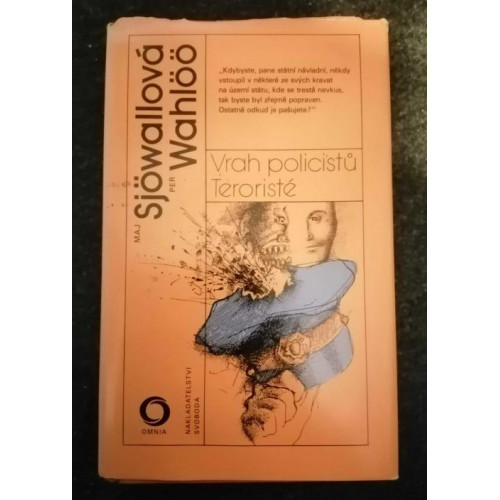 MAJ
Sjöwallová
PER
Wahlöö
„Kdybyste, pane státní návladní, někdy
vstoupil v některé ze svých kravat
na území státu, kde se trestá nevkus,
tak byste byl zřejmě popraven.
Ostatně odkud je pašujete?“
Vrah policistů
Teroristé
OMNIA
NAKLADATELSTVÍ
SVOBODA